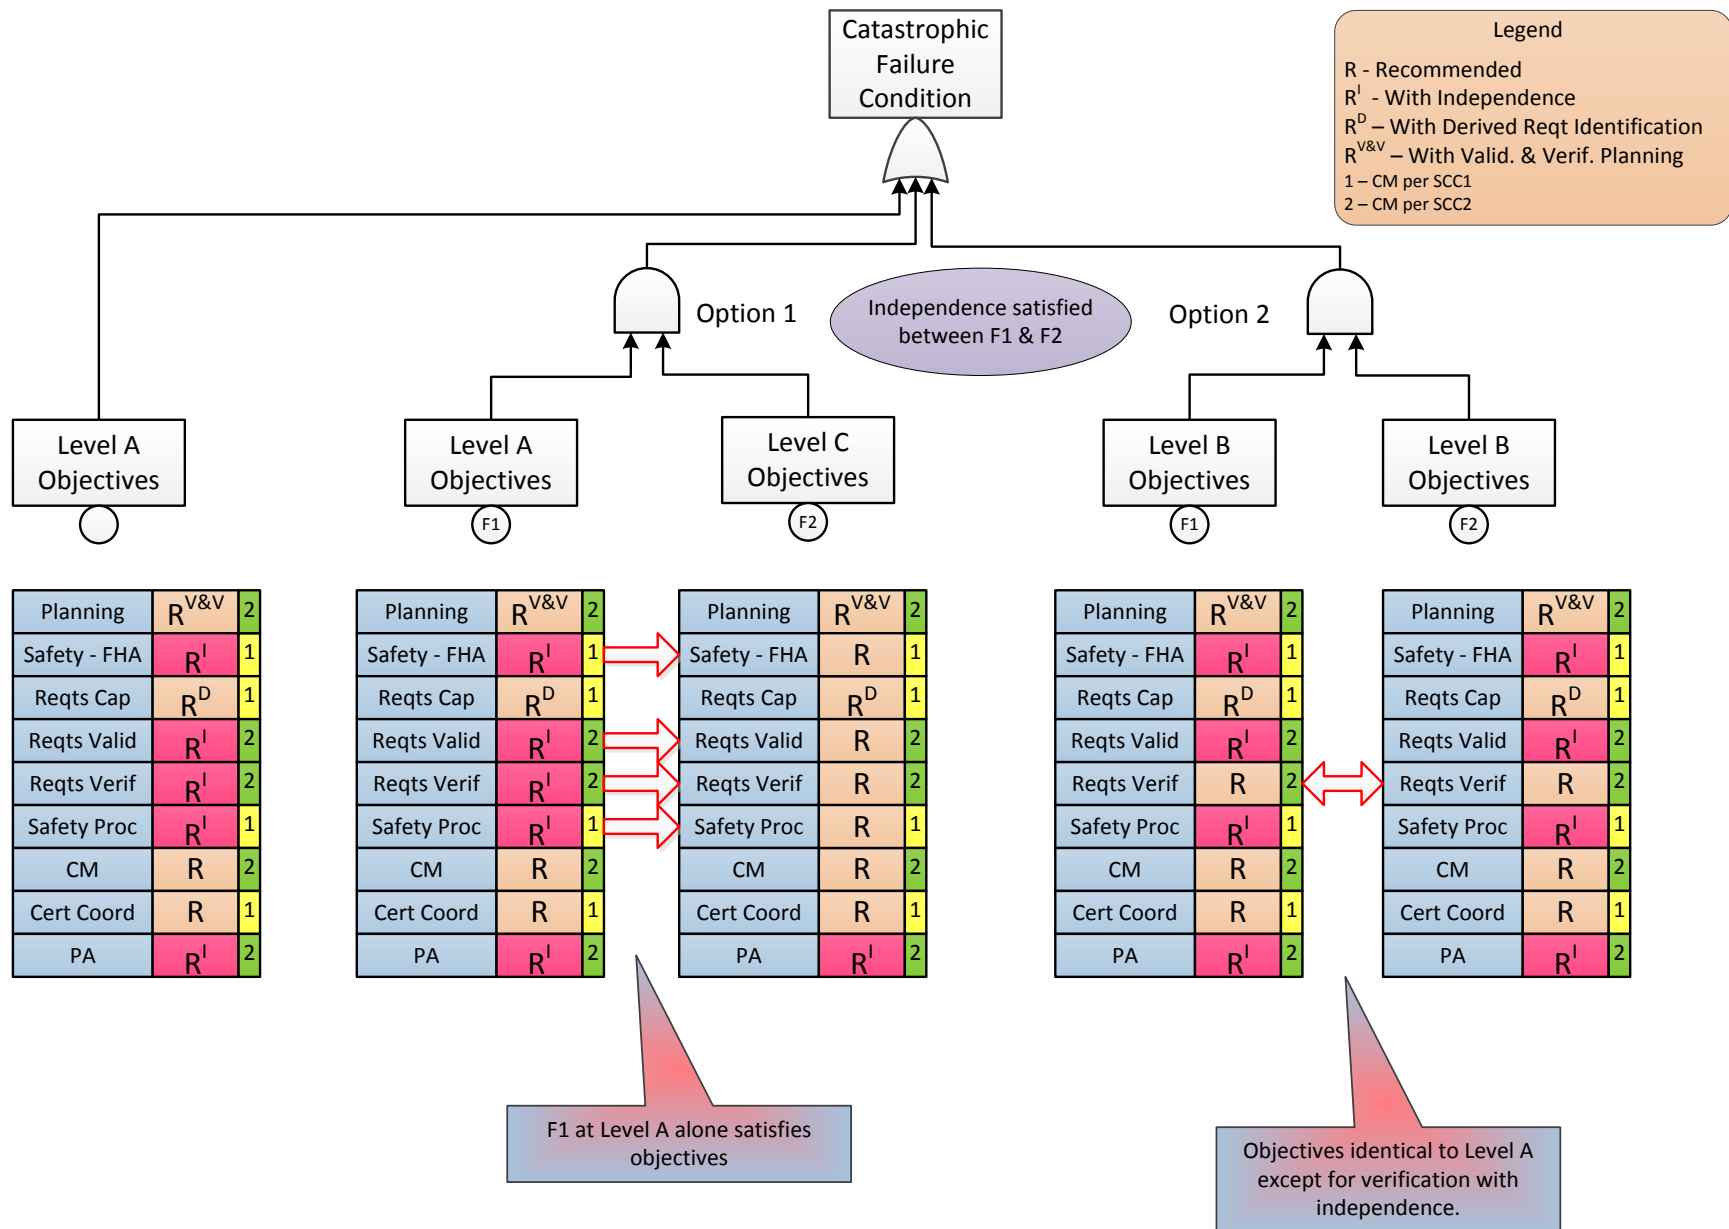 Catastrophic
Failure
Condition
Legend
R - Recommended
R^I - With Independence
R^D – With Derived Reqt Identification
R^V&V – With Valid. & Verif. Planning
1 – CM per SCC1
2 – CM per SCC2
Option 1
Independence satisfied
between F1 & F2
Option 2
Level A
Objectives
Level A
Objectives
F1
Level C
Objectives
F2
Level B
Objectives
F1
Level B
Objectives
F2
Planning R^V&V 2
Safety - FHA R^I 1
Reqts Cap R^D 1
Reqts Valid R^I 2
Reqts Verif R^I 2
Safety Proc R^I 1
CM R 2
Cert Coord R 1
PA R^I 2
Planning R^V&V 2
Safety - FHA R^I 1
Reqts Cap R^D 1
Reqts Valid R^I 2
Reqts Verif R^I 2
Safety Proc R^I 1
CM R 2
Cert Coord R 1
PA R^I 2
Planning R^V&V 2
Safety - FHA R 1
Reqts Cap R^D 1
Reqts Valid R 2
Reqts Verif R 2
Safety Proc R 1
CM R 2
Cert Coord R 1
PA R^I 2
Planning R^V&V 2
Safety - FHA R^I 1
Reqts Cap R^D 1
Reqts Valid R^I 2
Reqts Verif R 2
Safety Proc R^I 1
CM R 2
Cert Coord R 1
PA R^I 2
Planning R^V&V 2
Safety - FHA R^I 1
Reqts Cap R^D 1
Reqts Valid R^I 2
Reqts Verif R 2
Safety Proc R^I 1
CM R 2
Cert Coord R 1
PA R^I 2
F1 at Level A alone satisfies
objectives
Objectives identical to Level A
except for verification with
independence.